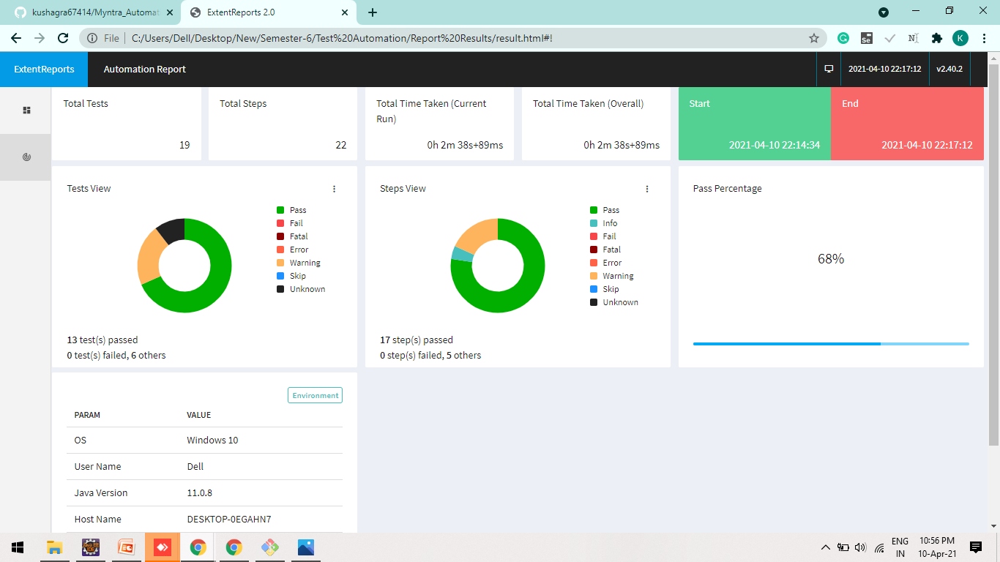 kushagra67414/Myntra_Automat
ExtentReports 2.0
File
C:/Users/Dell/Desktop/New/Semester-6/Test%20Automation/Report%20Results/result.html#!
Se
K
ExtentReports
Automation Report
2021-04-10 22:17:12
v2.40.2
Total Tests
19
Total Steps
22
Total Time Taken (Current
Run)
0h 2m 38s+89ms
Total Time Taken (Overall)
0h 2m 38s+89ms
Start
2021-04-10 22:14:34
End
2021-04-10 22:17:12
Tests View
Pass
Fail
Fatal
Error
Warning
Skip
Unknown
13 test(s) passed
0 test(s) failed, 6 others
Steps View
Pass
Info
Fail
Fatal
Error
Warning
Skip
Unknown
17 step(s) passed
0 step(s) failed, 5 others
Pass Percentage
68%
Environment
PARAM VALUE
OS Windows 10
User Name Dell
Java Version 11.0.8
Host Name DESKTOP-0EGAHN7
ENG
IN
10:56 PM
10-Apr-21